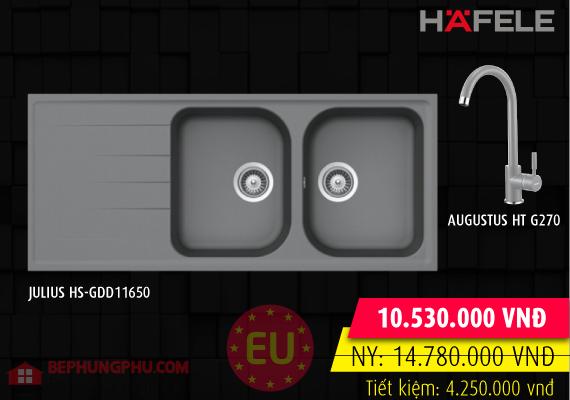 HÄFELE
AUGUSTUS HT G270
JULIUS HS-GDD11650
10.530.000 VNĐ
EU
NY: 14.780.000 VNĐ
BEPHUNGPHU.COM
Tiết kiệm: 4.250.000 vnđ